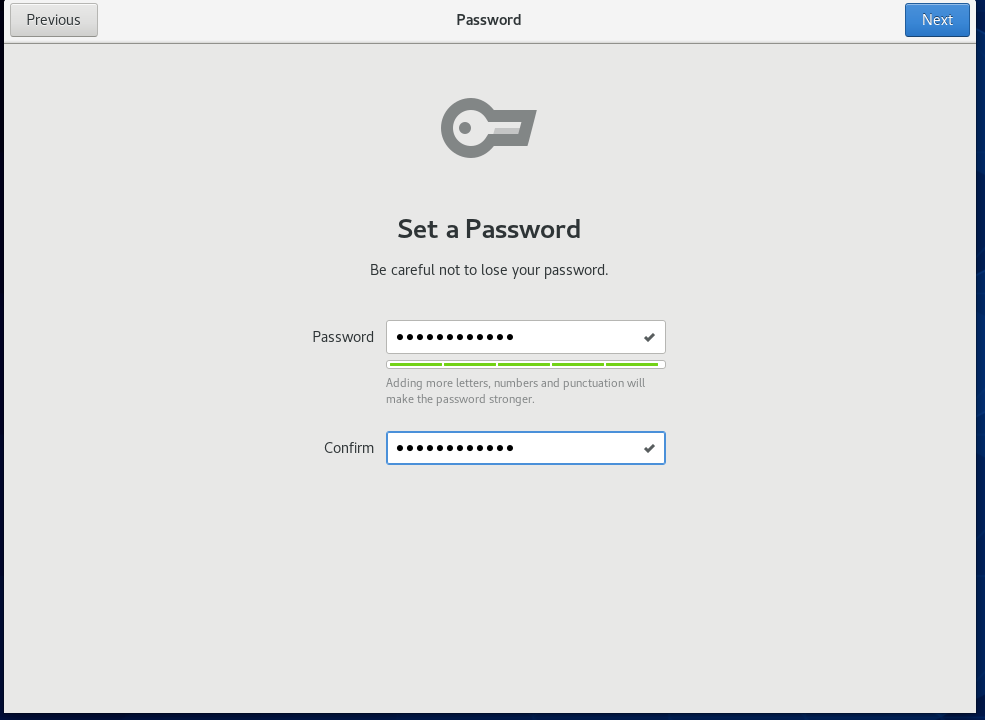 Previous
Password
Next
Set a Password
Be careful not to lose your password.
Password ●●●●●●●●●●●●
Adding more letters, numbers and punctuation will
make the password stronger.
Confirm ●●●●●●●●●●●●